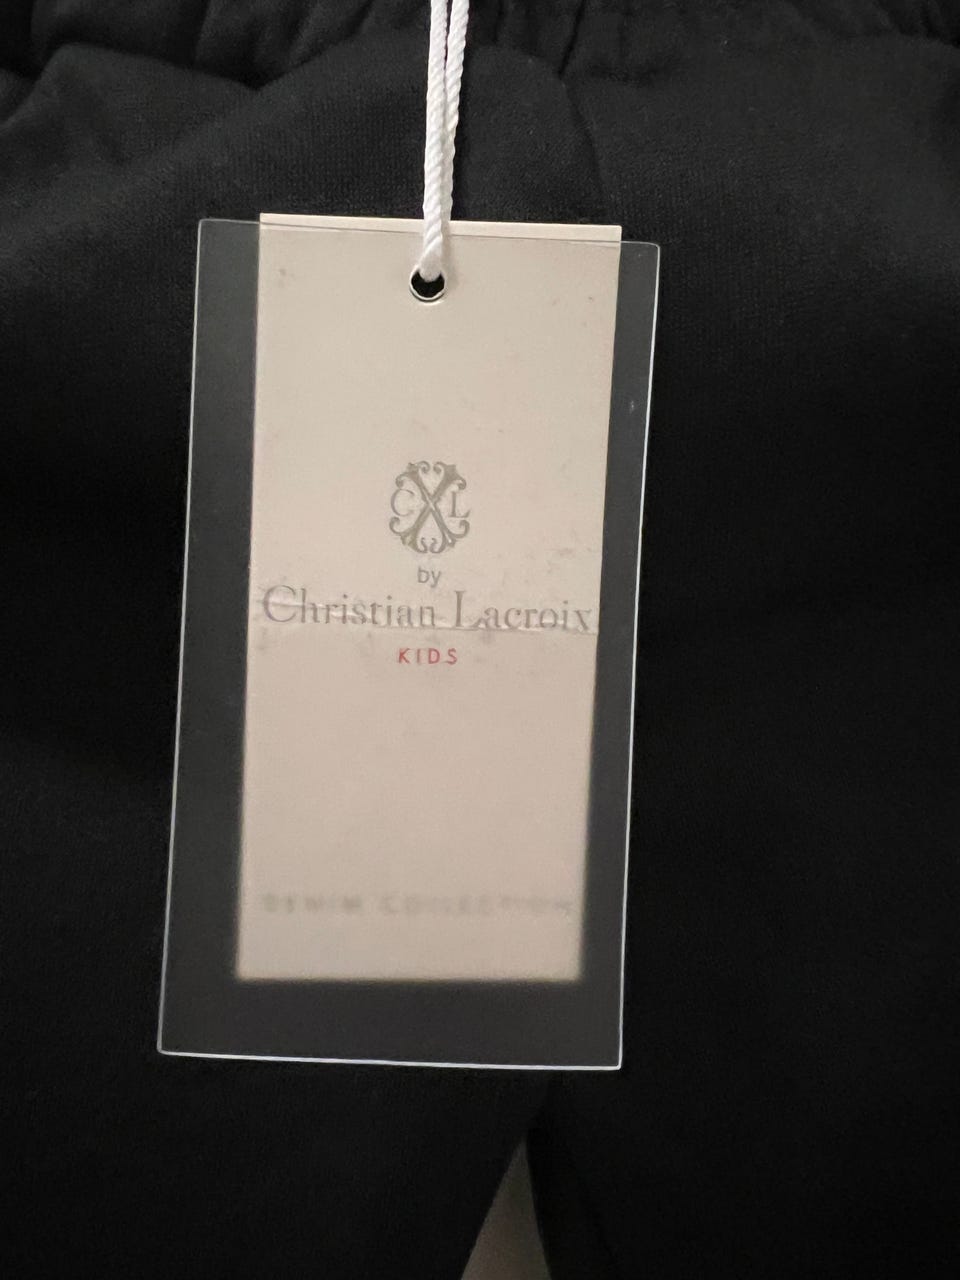 CXL
by
Christian Lacroix
KIDS
DENIM COLLECTION